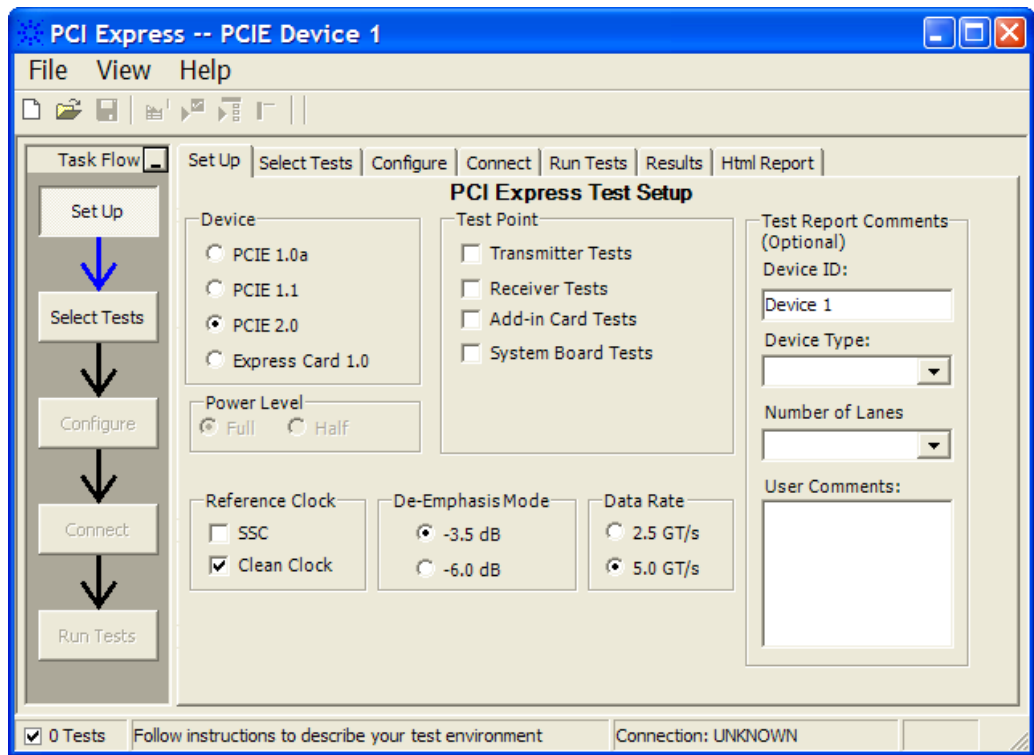 PCI Express -- PCIE Device 1
File View Help
Task Flow
Set Up
Select Tests
Configure
Connect
Run Tests
Set Up Select Tests Configure Connect Run Tests Results Html Report
PCI Express Test Setup
Device
PCIE 1.0a
PCIE 1.1
PCIE 2.0
Express Card 1.0
Power Level
Full Half
Test Point
Transmitter Tests
Receiver Tests
Add-in Card Tests
System Board Tests
Reference Clock
SSC
Clean Clock
De-Emphasis Mode
-3.5 dB
-6.0 dB
Data Rate
2.5 GT/s
5.0 GT/s
Test Report Comments
(Optional)
Device ID:
Device 1
Device Type:
Number of Lanes
User Comments:
0 Tests Follow instructions to describe your test environment Connection: UNKNOWN